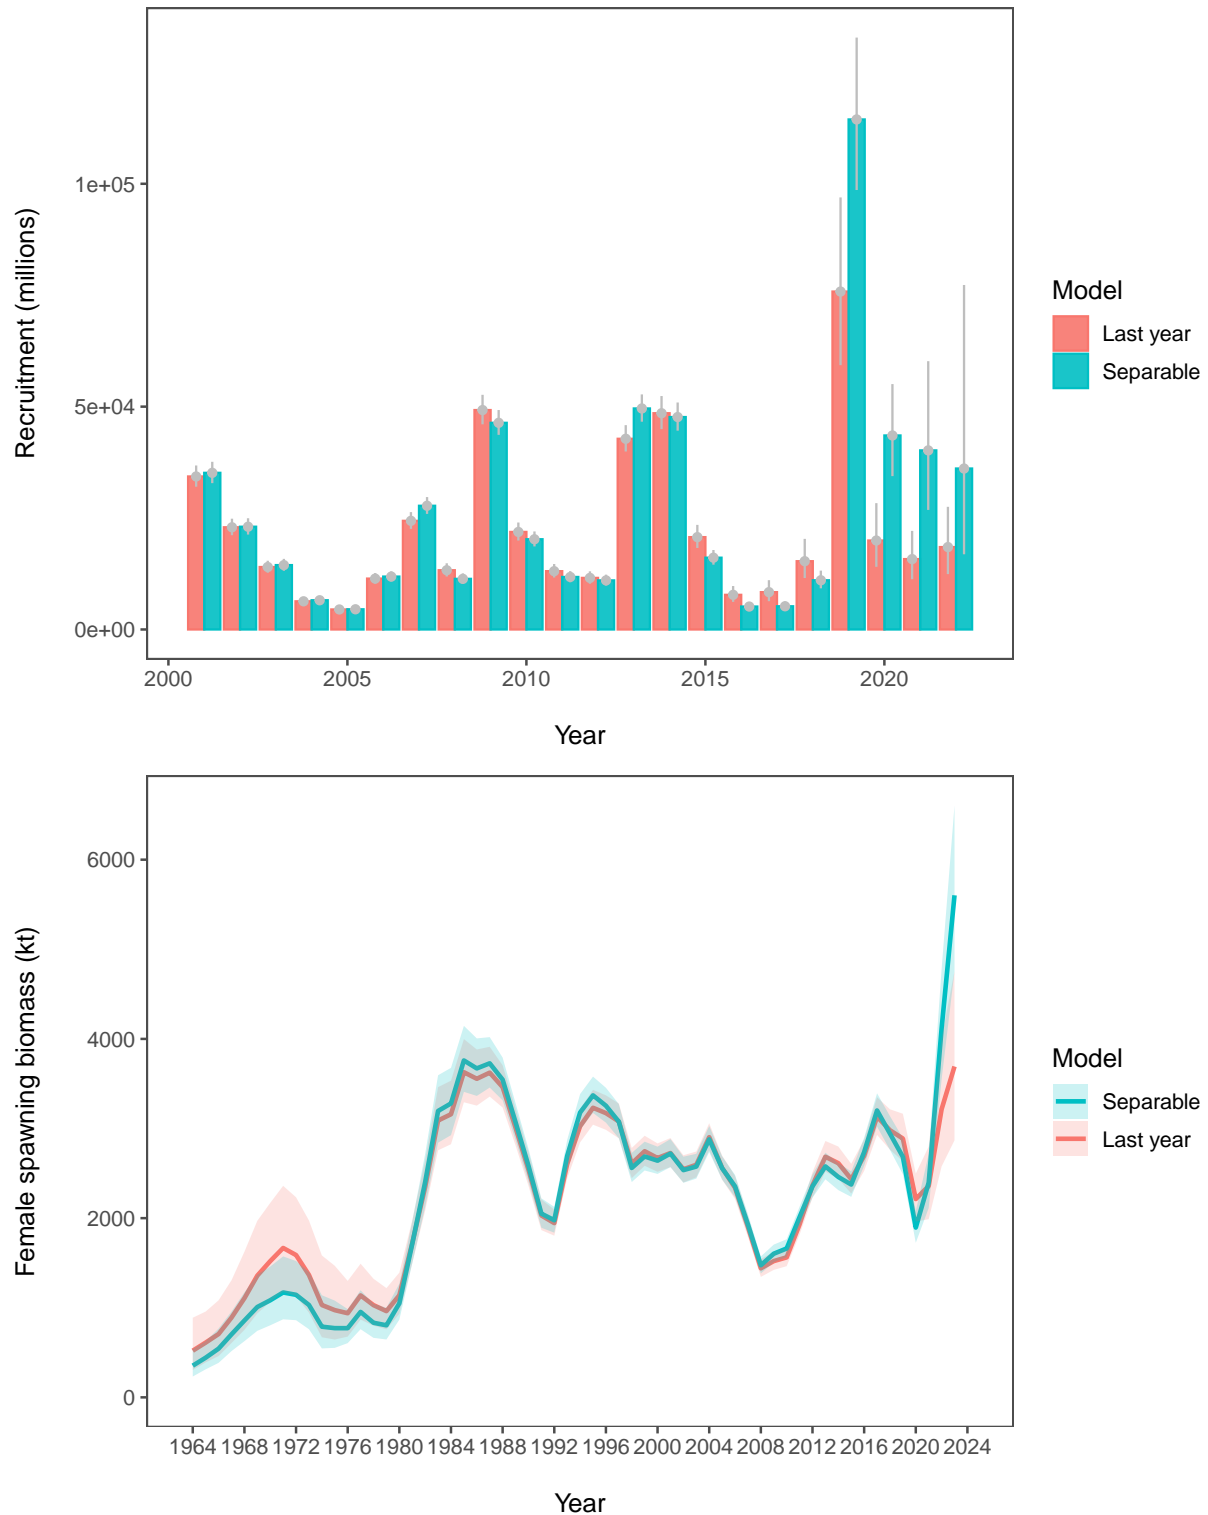 Recruitment (millions)
1e+05
5e+04
0e+00
2000 2005 2010 2015 2020
Year
Model
Last year
Separable
Female spawning biomass (kt)
6000
4000
2000
0
1964 1968 1972 1976 1980 1984 1988 1992 1996 2000 2004 2008 2012 2016 2020 2024
Year
Model
Separable
Last year